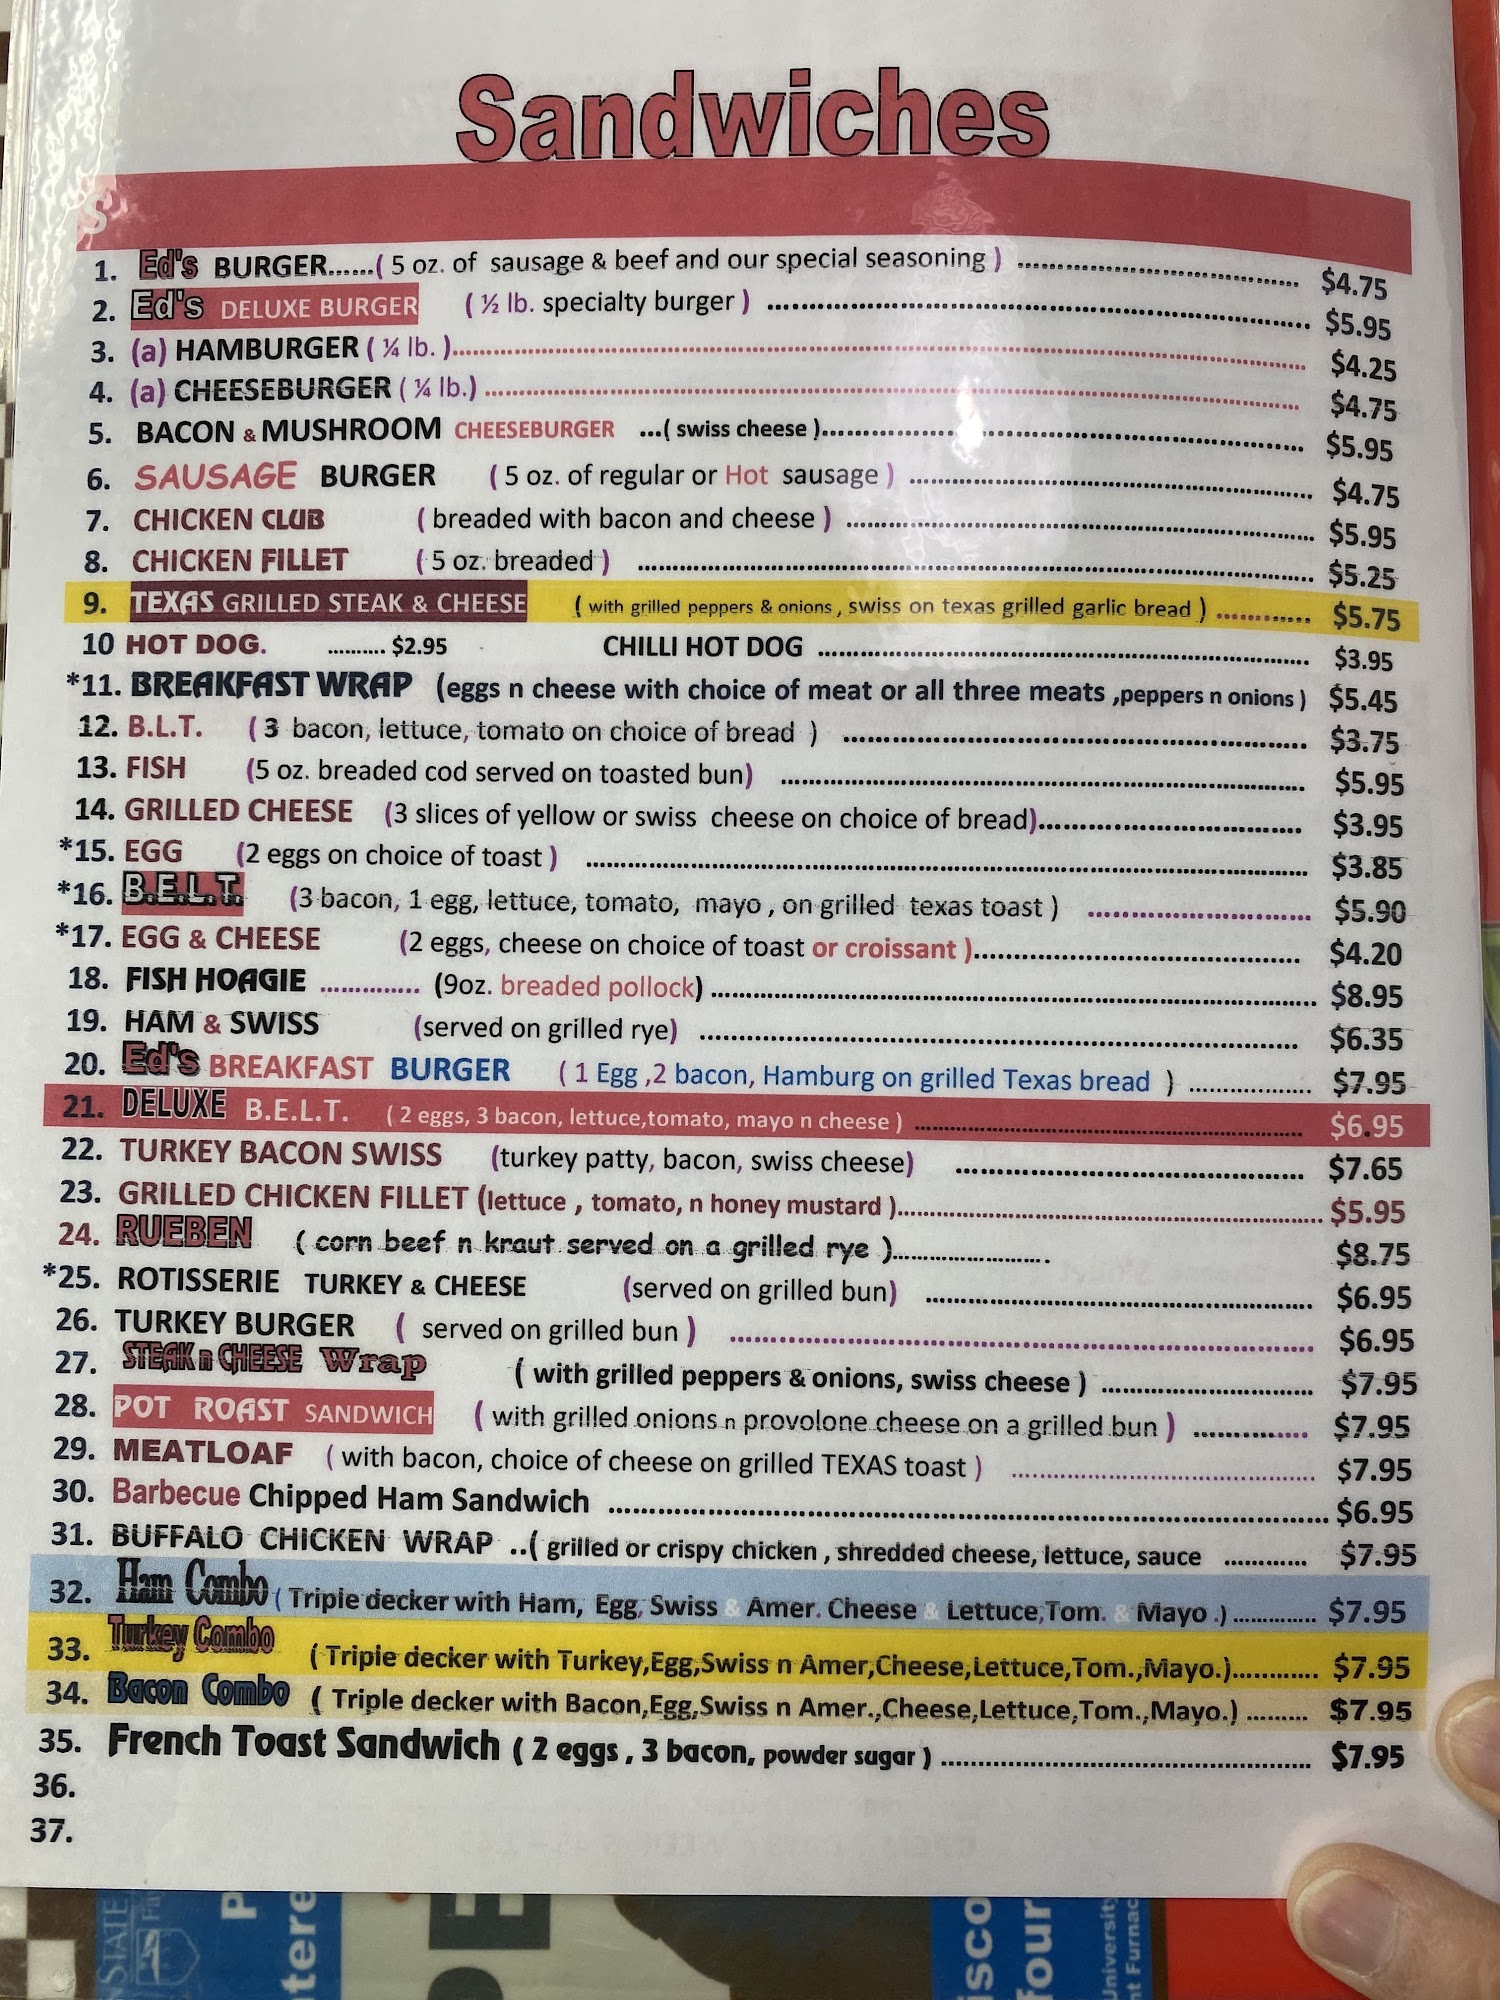 Sandwiches
S
1. Ed's BURGER......( 5 oz. of sausage & beef and our special seasoning ) ........ $4.75
2. Ed's DELUXE BURGER ( ½ lb. specialty burger ) ........ $5.95
3. (a) HAMBURGER ( ¼ lb. )........ $4.25
4. (a) CHEESEBURGER ( ¼ lb.) ........ $4.75
5. BACON & MUSHROOM CHEESEBURGER ...( swiss cheese )........ $5.95
6. SAUSAGE BURGER ( 5 oz. of regular or Hot sausage ) ........ $4.75
7. CHICKEN CLUB ( breaded with bacon and cheese ) ........ $5.95
8. CHICKEN FILLET ( 5 oz. breaded ) ........ $5.25
9. TEXAS GRILLED STEAK & CHEESE ( with grilled peppers & onions , swiss on texas grilled garlic bread ) ........ $5.75
10 HOT DOG. .......... $2.95 CHILLI HOT DOG ........ $3.95
*11. BREAKFAST WRAP (eggs n cheese with choice of meat or all three meats ,peppers n onions ) $5.45
12. B.L.T. ( 3 bacon, lettuce, tomato on choice of bread ) ........ $3.75
13. FISH (5 oz. breaded cod served on toasted bun) ........ $5.95
14. GRILLED CHEESE (3 slices of yellow or swiss cheese on choice of bread)........ $3.95
*15. EGG (2 eggs on choice of toast ) ........ $3.85
*16. B.E.L.T. (3 bacon, 1 egg, lettuce, tomato, mayo , on grilled texas toast ) ........ $5.90
*17. EGG & CHEESE (2 eggs, cheese on choice of toast or croissant )........ $4.20
18. FISH HOAGIE .............. (9oz. breaded pollock) ........ $8.95
19. HAM & SWISS (served on grilled rye) ........ $6.35
20. Ed's BREAKFAST BURGER ( 1 Egg ,2 bacon, Hamburg on grilled Texas bread ) ........ $7.95
21. DELUXE B.E.L.T. ( 2 eggs, 3 bacon, lettuce,tomato, mayo n cheese ) ........ $6.95
22. TURKEY BACON SWISS (turkey patty, bacon, swiss cheese) ........ $7.65
23. GRILLED CHICKEN FILLET (lettuce , tomato, n honey mustard )........ $5.95
24. RUEBEN ( corn beef n kraut served on a grilled rye )........ $8.75
*25. ROTISSERIE TURKEY & CHEESE (served on grilled bun) ........ $6.95
26. TURKEY BURGER ( served on grilled bun ) ........ $6.95
27. STEAK n CHEESE Wrap ( with grilled peppers & onions, swiss cheese ) ........ $7.95
28. POT ROAST SANDWICH ( with grilled onions n provolone cheese on a grilled bun ) ........ $7.95
29. MEATLOAF ( with bacon, choice of cheese on grilled TEXAS toast ) ........ $7.95
30. Barbecue Chipped Ham Sandwich ........ $6.95
31. BUFFALO CHICKEN WRAP ..( grilled or crispy chicken , shredded cheese, lettuce, sauce ........ $7.95
32. Ham Combo ( Triple decker with Ham, Egg, Swiss & Amer. Cheese & Lettuce,Tom. & Mayo .) ........ $7.95
33. Turkey Combo ( Triple decker with Turkey,Egg,Swiss n Amer,Cheese,Lettuce,Tom.,Mayo.)........ $7.95
34. Bacon Combo ( Triple decker with Bacon,Egg,Swiss n Amer.,Cheese,Lettuce,Tom.,Mayo.) ........ $7.95
35. French Toast Sandwich ( 2 eggs , 3 bacon, powder sugar ) ........ $7.95
36.
37.
STATE
Fa
P
tere
isco
four
University
nt Furnac